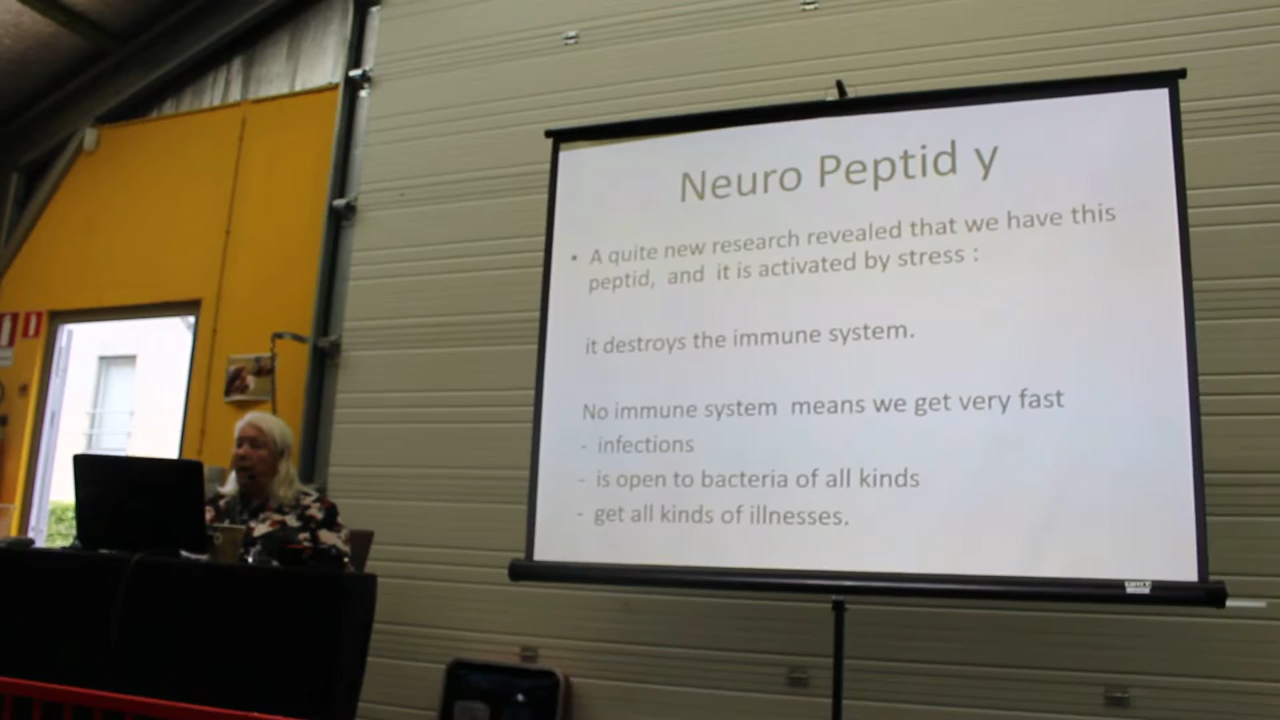 Neuro Peptid y
• A quite new research revealed that we have this
peptid, and it is activated by stress :
it destroys the immune system.
No immune system means we get very fast
- infections
- is open to bacteria of all kinds
- get all kinds of illnesses.